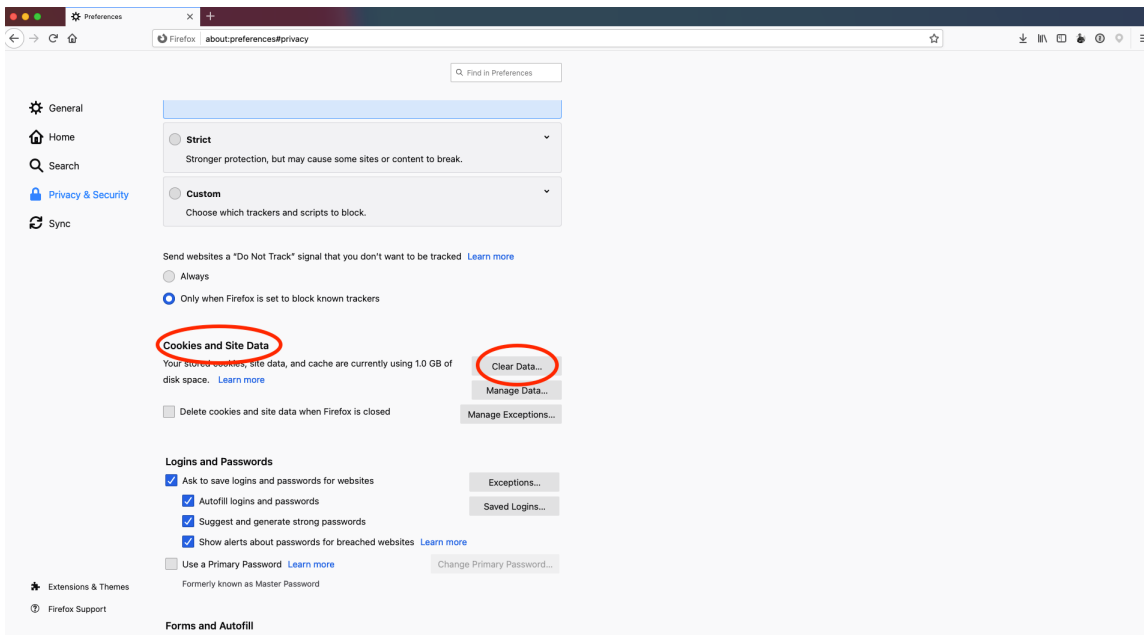 Preferences
Firefox about:preferences#privacy
Find in Preferences
General
Home
Search
Privacy & Security
Sync
Strict
Stronger protection, but may cause some sites or content to break.
Custom
Choose which trackers and scripts to block.
Send websites a “Do Not Track” signal that you don’t want to be tracked Learn more
Always
Only when Firefox is set to block known trackers
Cookies and Site Data
Your stored cookies, site data, and cache are currently using 1.0 GB of
disk space. Learn more
Clear Data...
Manage Data...
Delete cookies and site data when Firefox is closed
Manage Exceptions...
Logins and Passwords
Ask to save logins and passwords for websites
Exceptions...
Autofill logins and passwords
Saved Logins...
Suggest and generate strong passwords
Show alerts about passwords for breached websites Learn more
Use a Primary Password Learn more
Change Primary Password...
Formerly known as Master Password
Extensions & Themes
Firefox Support
Forms and Autofill